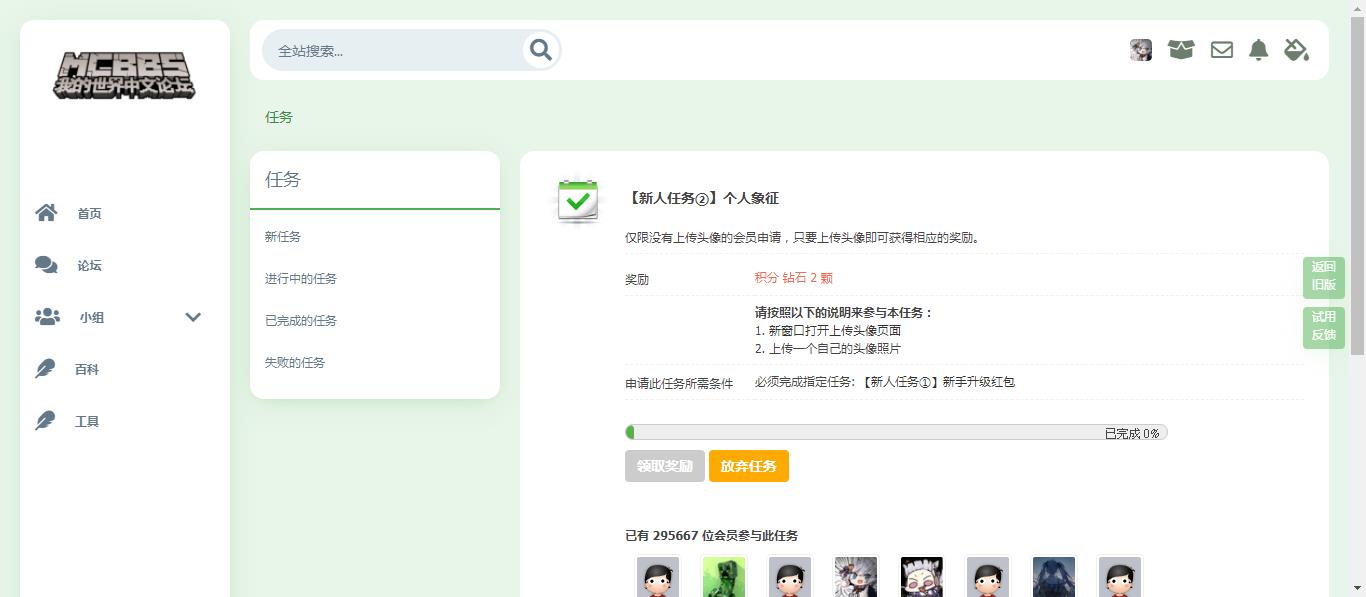 MCBBS
我的世界中文论坛
全站搜索...
首页
论坛
小组
百科
工具
任务
任务
新任务
进行中的任务
已完成的任务
失败的任务
【新人任务②】个人象征
仅限没有上传头像的会员申请，只要上传头像即可获得相应的奖励。
奖励
积分 钻石 2 颗
请按照以下的说明来参与本任务：
1. 新窗口打开上传头像页面
2. 上传一个自己的头像照片
申请此任务所需条件
必须完成指定任务: 【新人任务①】新手升级红包
已完成 0%
领取奖励
放弃任务
已有 295667 位会员参与此任务
返回
旧版
试用
反馈